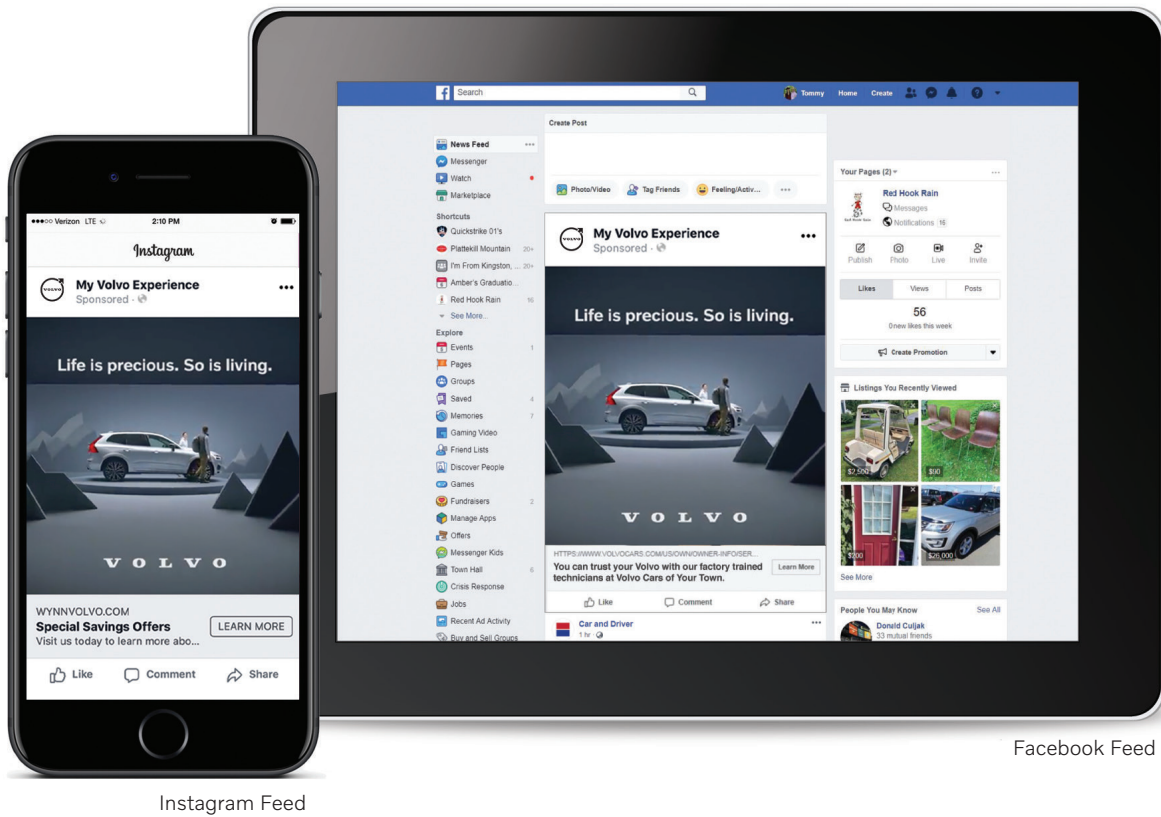 Verizon LTE
2:10 PM
Instagram
VOLVO
My Volvo Experience
Sponsored ·
Life is precious. So is living.
VOLVO
WYNNVOLVO.COM
Special Savings Offers
Visit us today to learn more abo...
LEARN MORE
Like
Comment
Share
Instagram Feed
f
Search
Tommy
Home
Create
News Feed
Messenger
Watch
Marketplace
Shortcuts
Quickstrike 01's
Plattekill Mountain 20+
I'm From Kingston, ... 20+
Amber's Graduatio...
Red Hook Rain 16
See More...
Explore
Events 1
Pages
Groups
Saved 4
Memories 7
Gaming Video
Friend Lists
Discover People
Games
Fundraisers 2
Manage Apps
Offers
Messenger Kids
Town Hall 6
Crisis Response
Jobs
Recent Ad Activity
Buy and Sell Groups
Create Post
Photo/Video
Tag Friends
Feeling/Activ...
VOLVO
My Volvo Experience
Sponsored ·
Life is precious. So is living.
VOLVO
HTTPS://WWW.VOLVOCARS.COM/US/OWN/OWNER-INFO/SER...
You can trust your Volvo with our factory trained
technicians at Volvo Cars of Your Town.
Learn More
Like
Comment
Share
Car and Driver
1 hr
Your Pages (2)
Red Hook Rain
Messages
Notifications 16
Publish
Photo
Live
Invite
Likes
Views
Posts
56
0 new likes this week
Create Promotion
Listings You Recently Viewed
$2,500
$90
$200
$26,000
See More
People You May Know
See All
Donald Culjak
33 mutual friends
Facebook Feed